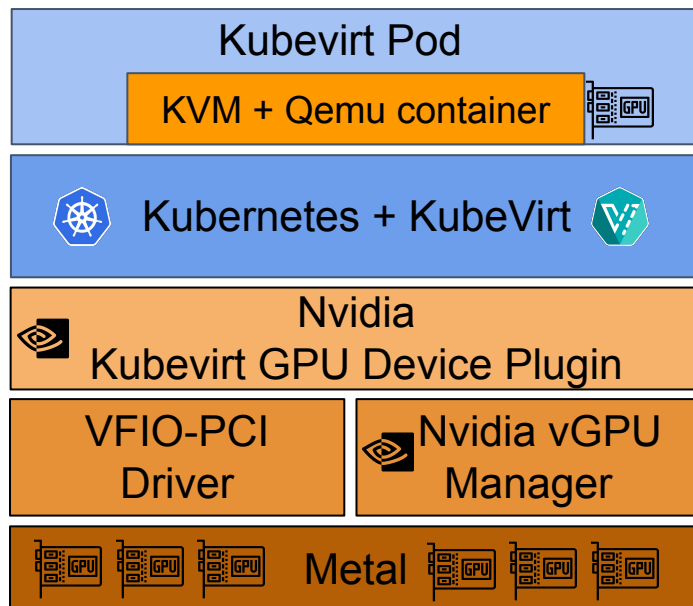 Kubevirt Pod
KVM + Qemu container
GPU
Kubernetes + KubeVirt
Nvidia
Kubevirt GPU Device Plugin
VFIO-PCI
Driver
Nvidia vGPU
Manager
GPU GPU GPU Metal GPU GPU GPU